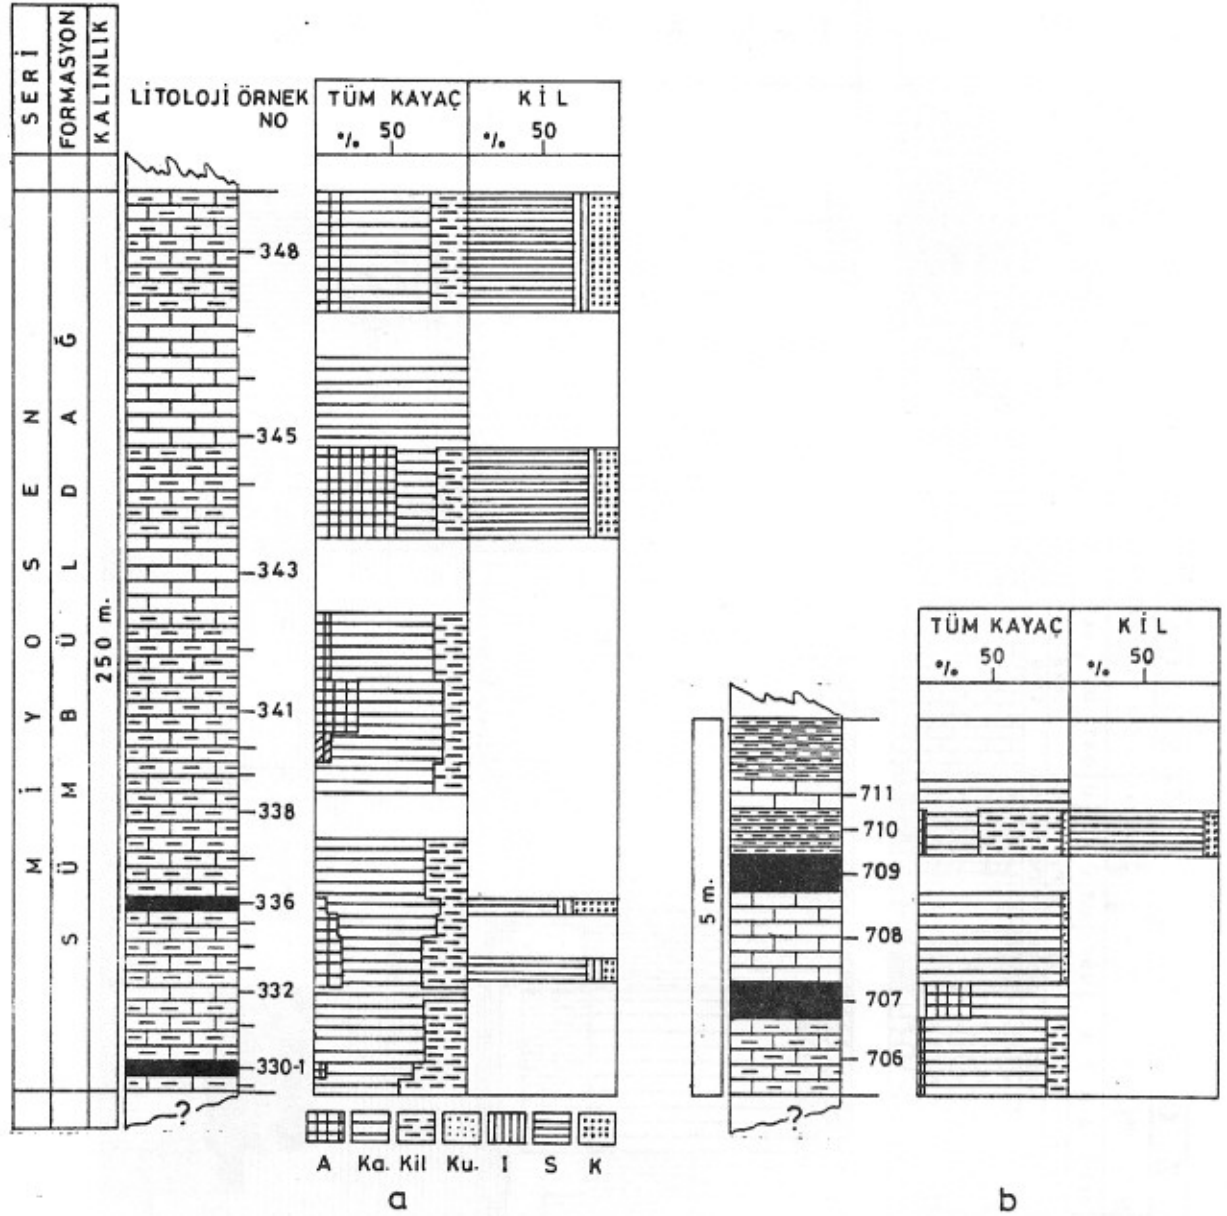 SERİ
FORMASYON
KALINLIK
LİTOLOJİ ÖRNEK NO
TÜM KAYAÇ
KİL
% 50
% 50
MİYOSEN
SÜMBÜLDAĞ
250 m.
348
345
343
341
338
336
332
330-1
?
A Ka. Kil Ku. I S K
a
TÜM KAYAÇ
KİL
% 50
% 50
5 m.
711
710
709
708
707
706
?
b